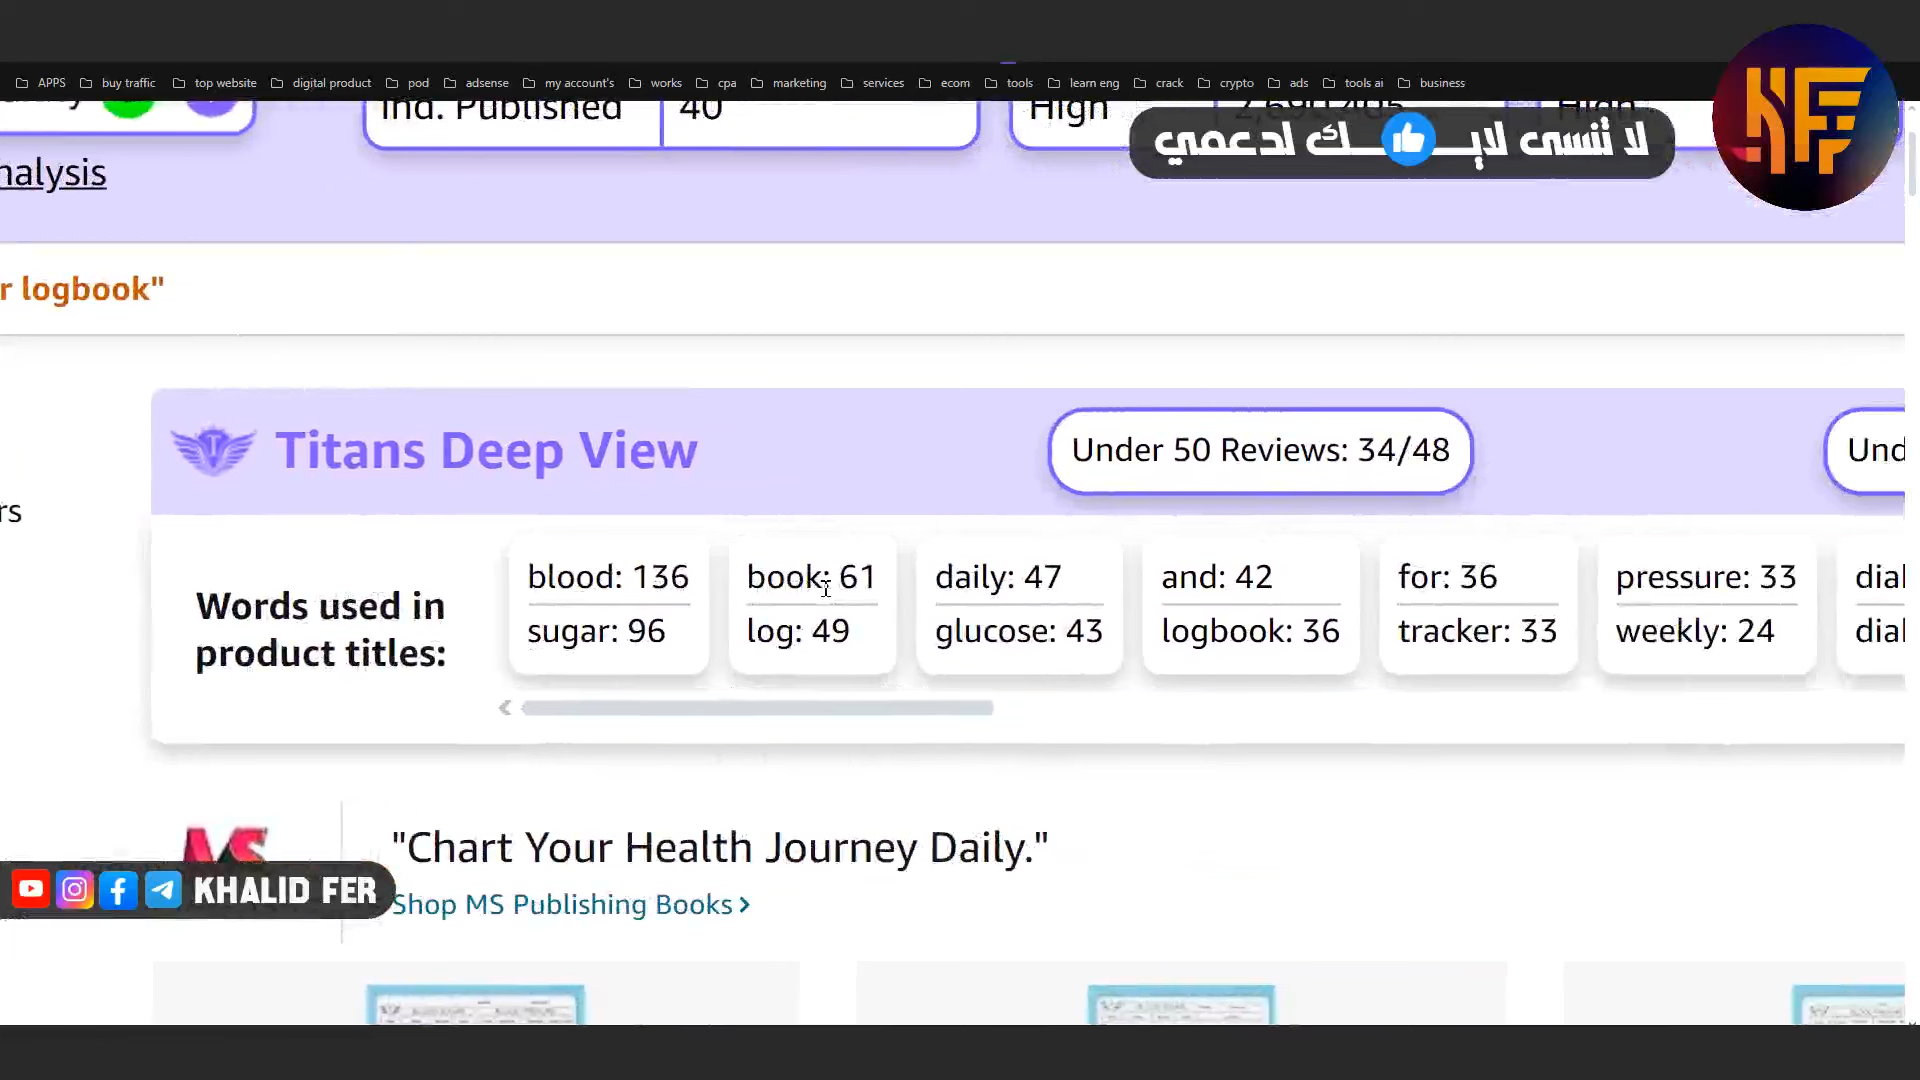 APPS buy traffic top website digital product pod adsense my account's works cpa marketing services ecom tools learn eng crack crypto ads tools ai business
Ind. Published 40
High
لا تنسى لايـــك لدعمي
nalysis
r logbook"
Titans Deep View
Under 50 Reviews: 34/48
Und
rs
Words used in
product titles:
blood: 136
sugar: 96
book: 61
log: 49
daily: 47
glucose: 43
and: 42
logbook: 36
for: 36
tracker: 33
pressure: 33
weekly: 24
dial
dial
MS
"Chart Your Health Journey Daily."
Shop MS Publishing Books
KHALID FER
KF